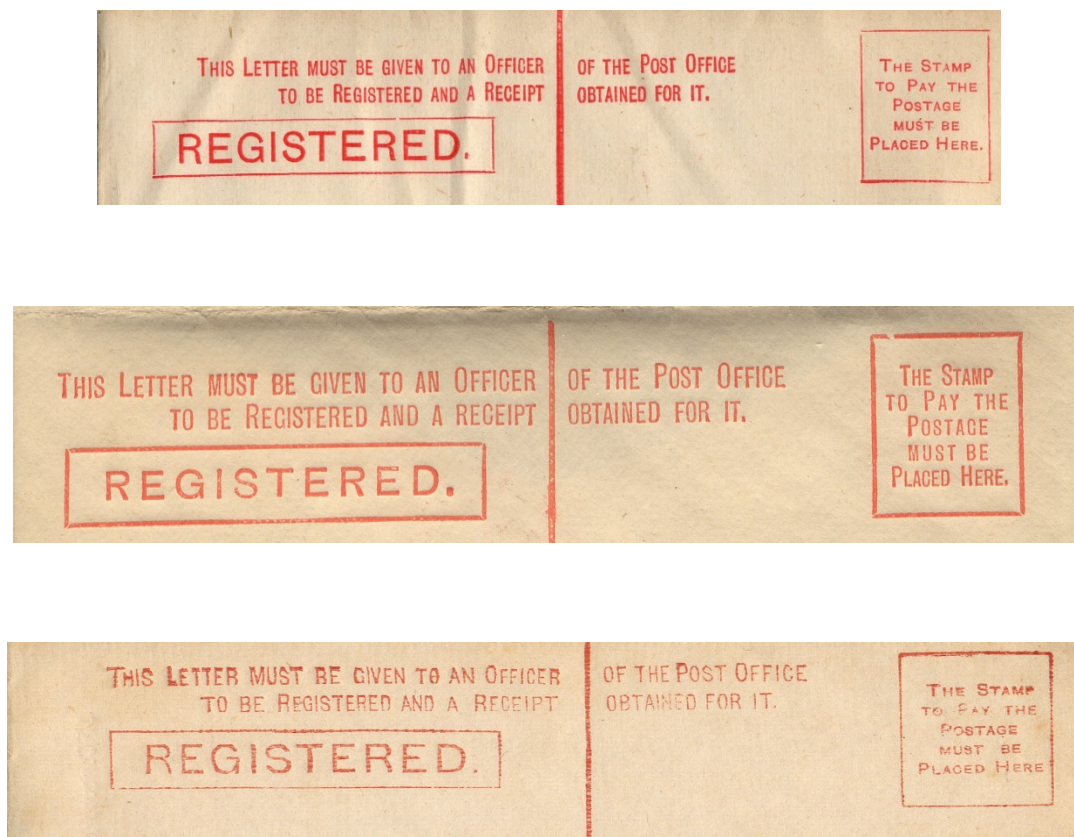 THIS LETTER MUST BE GIVEN TO AN OFFICER OF THE POST OFFICE
TO BE REGISTERED AND A RECEIPT OBTAINED FOR IT.
REGISTERED.
THE STAMP
TO PAY THE
POSTAGE
MUST BE
PLACED HERE.
THIS LETTER MUST BE GIVEN TO AN OFFICER OF THE POST OFFICE
TO BE REGISTERED AND A RECEIPT OBTAINED FOR IT.
REGISTERED.
THE STAMP
TO PAY THE
POSTAGE
MUST BE
PLACED HERE.
THIS LETTER MUST BE GIVEN TO AN OFFICER OF THE POST OFFICE
TO BE REGISTERED AND A RECEIPT OBTAINED FOR IT.
REGISTERED.
THE STAMP
TO PAY THE
POSTAGE
MUST BE
PLACED HERE